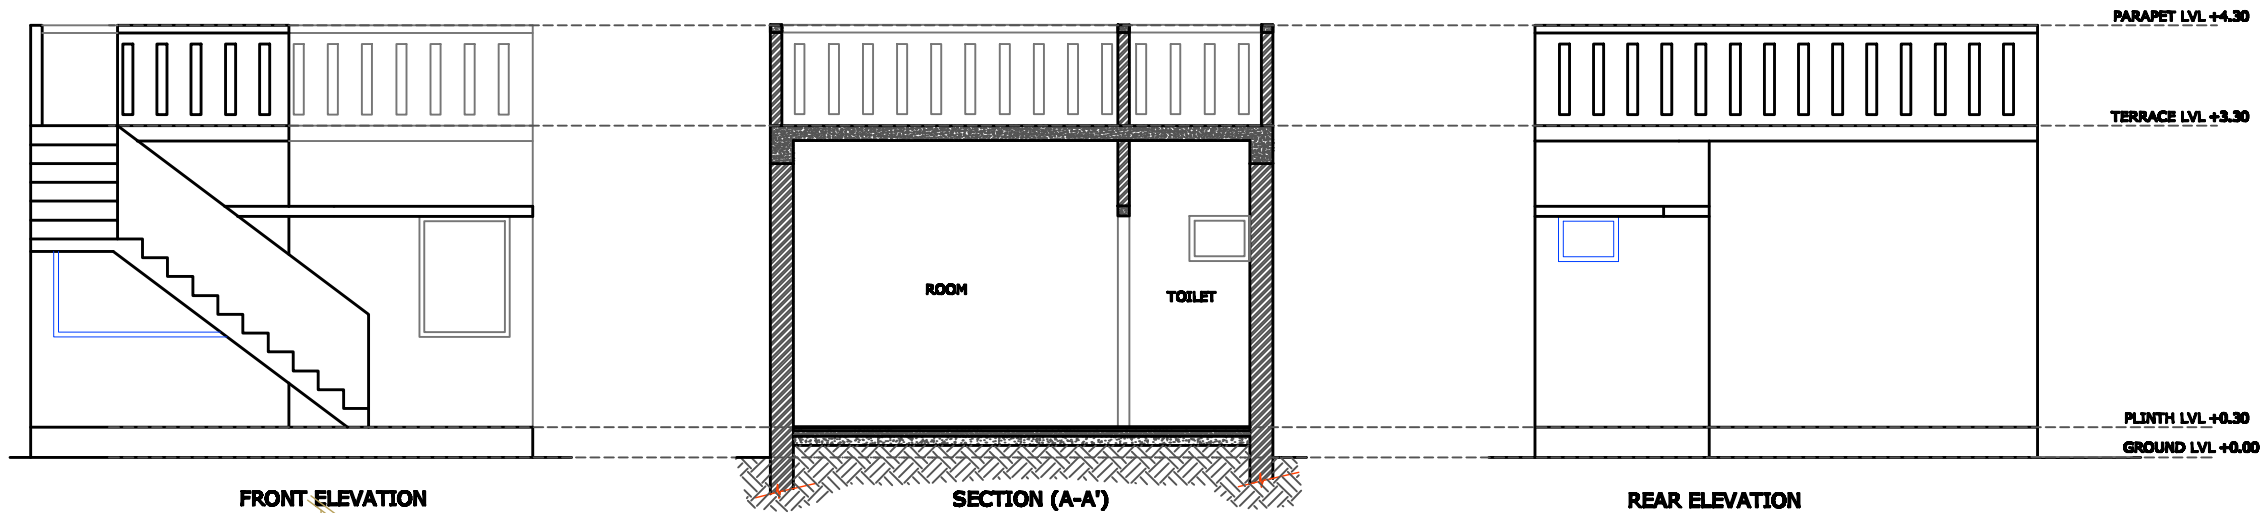 PARAPET LVL +4.30
TERRACE LVL +3.30
ROOM
TOILET
PLINTH LVL +0.30
GROUND LVL +0.00
FRONT ELEVATION
SECTION (A-A')
REAR ELEVATION